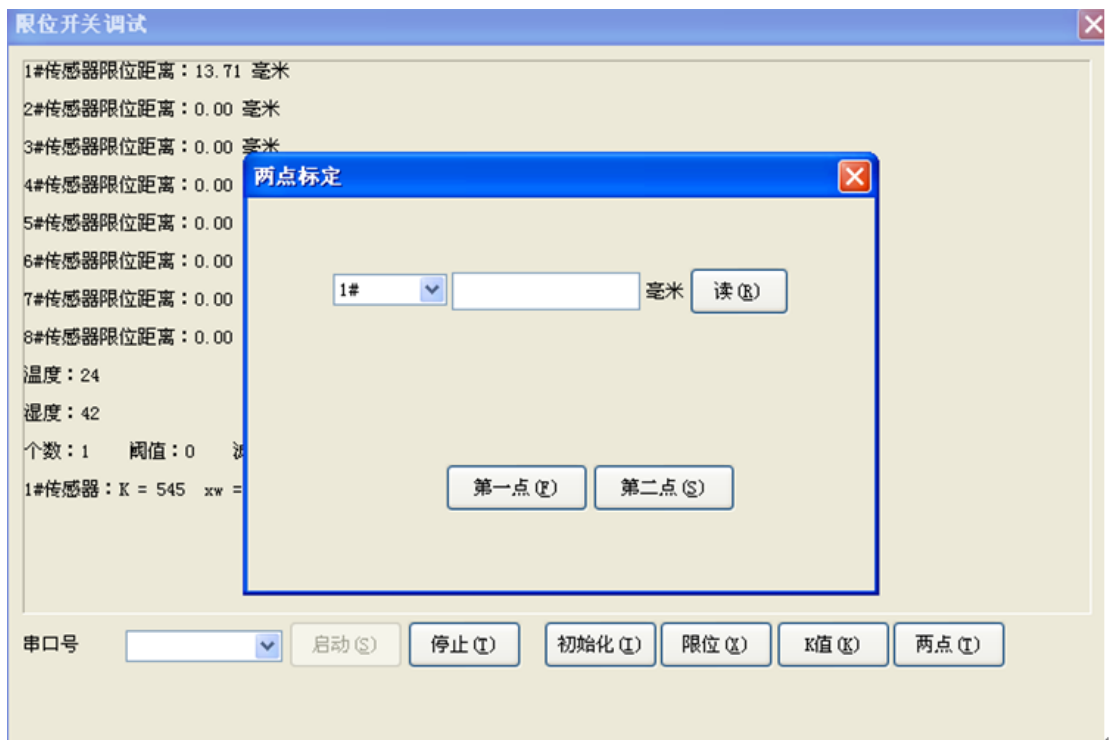 限位开关调试
1#传感器限位距离：13.71 毫米
2#传感器限位距离：0.00 毫米
3#传感器限位距离：0.00 毫米
4#传感器限位距离：0.00
5#传感器限位距离：0.00
6#传感器限位距离：0.00
7#传感器限位距离：0.00
8#传感器限位距离：0.00
温度：24
湿度：42
个数：1 阈值：0
1#传感器：K = 545 xw =
两点标定
1# 毫米 读(R)
第一点(F) 第二点(S)
串口号 启动(S) 停止(T) 初始化(I) 限位(X) K值(K) 两点(T)